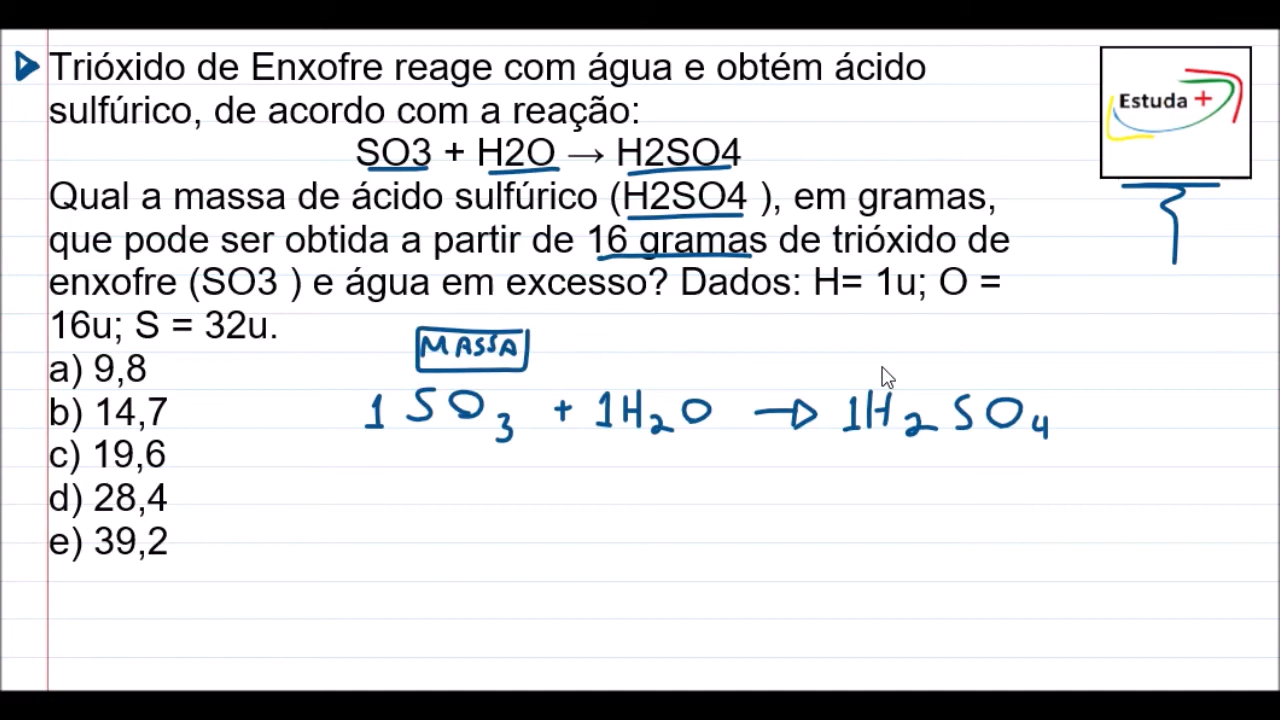 Trióxido de Enxofre reage com água e obtém ácido
sulfúrico, de acordo com a reação:
SO3 + H2O → H2SO4
Qual a massa de ácido sulfúrico (H2SO4 ), em gramas,
que pode ser obtida a partir de 16 gramas de trióxido de
enxofre (SO3 ) e água em excesso? Dados: H= 1u; O =
16u; S = 32u.
a) 9,8
b) 14,7
c) 19,6
d) 28,4
e) 39,2
MASSA
1 SO3 + 1H2O → 1H2SO4
Estuda +